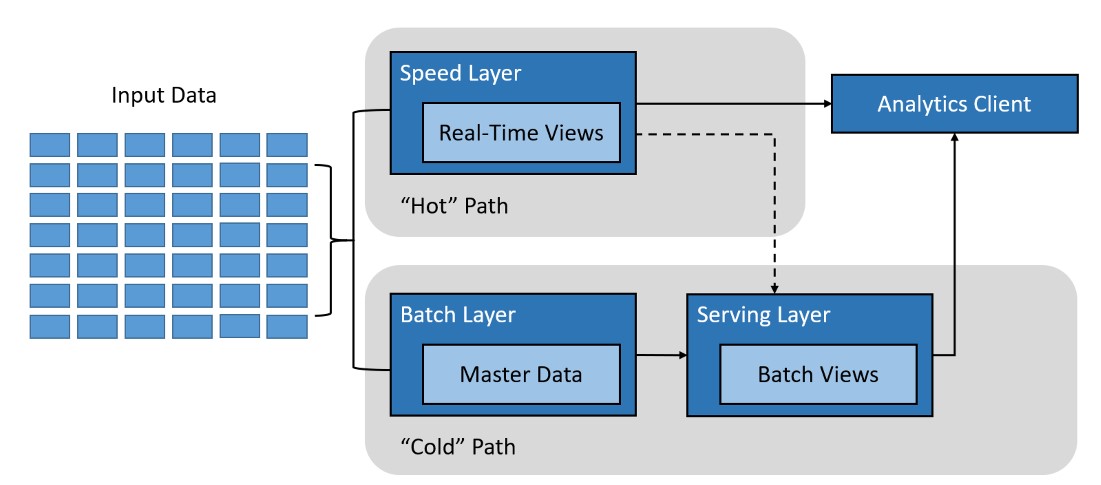 Input Data
Speed Layer
Real-Time Views
“Hot” Path
Analytics Client
Batch Layer
Master Data
Serving Layer
Batch Views
“Cold” Path